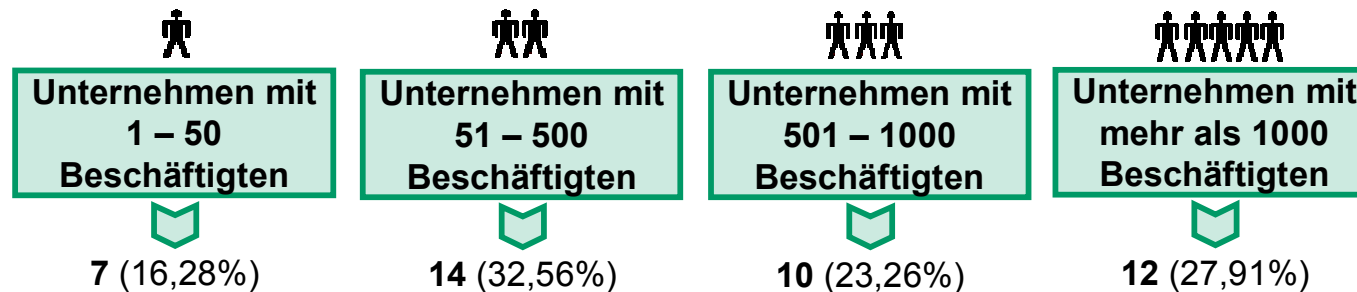 Unternehmen mit
1 – 50
Beschäftigten
7 (16,28%)
Unternehmen mit
51 – 500
Beschäftigten
14 (32,56%)
Unternehmen mit
501 – 1000
Beschäftigten
10 (23,26%)
Unternehmen mit
mehr als 1000
Beschäftigten
12 (27,91%)